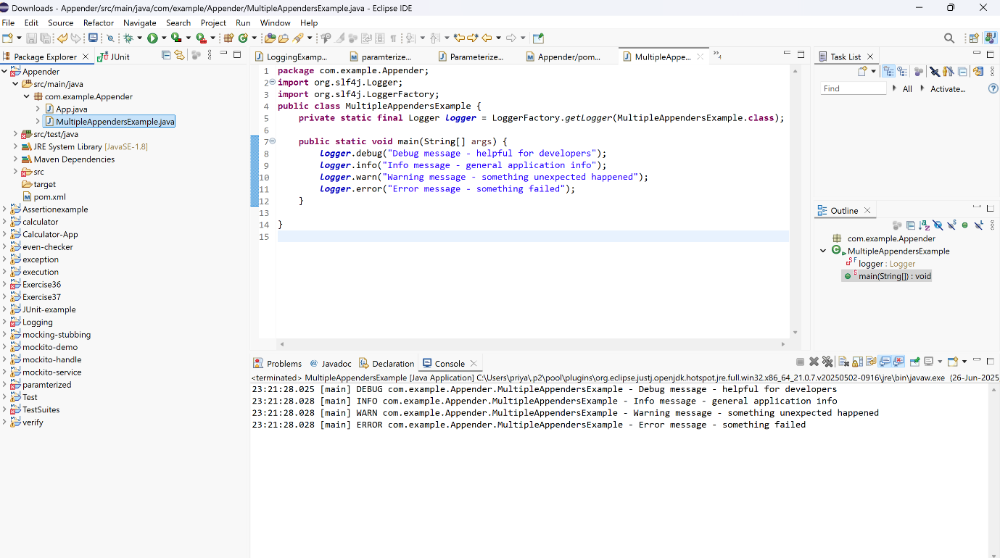 Downloads - Appender/src/main/java/com/example/Appender/MultipleAppendersExample.java - Eclipse IDE
File Edit Source Refactor Navigate Search Project Run Window Help
Package Explorer
JUnit
Appender
src/main/java
com.example.Appender
App.java
MultipleAppendersExample.java
src/test/java
JRE System Library [JavaSE-1.8]
Maven Dependencies
src
target
pom.xml
Assertionexample
calculator
Calculator-App
even-checker
exception
execution
Exercise36
Exercise37
JUnit-example
Logging
mocking-stubbing
mockito-demo
mockito-handle
mockito-service
paramterized
Test
TestSuites
verify
LoggingExamp... paramterize... Parameterize... Appender/pom... MultipleAppe... »4
1 package com.example.Appender;
2 import org.slf4j.Logger;
3 import org.slf4j.LoggerFactory;
4 public class MultipleAppendersExample {
5     private static final Logger logger = LoggerFactory.getLogger(MultipleAppendersExample.class);
6
7     public static void main(String[] args) {
8         logger.debug("Debug message - helpful for developers");
9         logger.info("Info message - general application info");
10         logger.warn("Warning message - something unexpected happened");
11         logger.error("Error message - something failed");
12     }
13
14 }
15
Task List
Find All Activate...
Outline
com.example.Appender
MultipleAppendersExample
logger : Logger
main(String[]) : void
Problems Javadoc Declaration Console
<terminated> MultipleAppendersExample [Java Application] C:\Users\priya\.p2\pool\plugins\org.eclipse.justj.openjdk.hotspot.jre.full.win32.x86_64_21.0.7.v20250502-0916\jre\bin\javaw.exe (26-Jun-2025
23:21:28.025 [main] DEBUG com.example.Appender.MultipleAppendersExample - Debug message - helpful for developers
23:21:28.028 [main] INFO com.example.Appender.MultipleAppendersExample - Info message - general application info
23:21:28.028 [main] WARN com.example.Appender.MultipleAppendersExample - Warning message - something unexpected happened
23:21:28.028 [main] ERROR com.example.Appender.MultipleAppendersExample - Error message - something failed